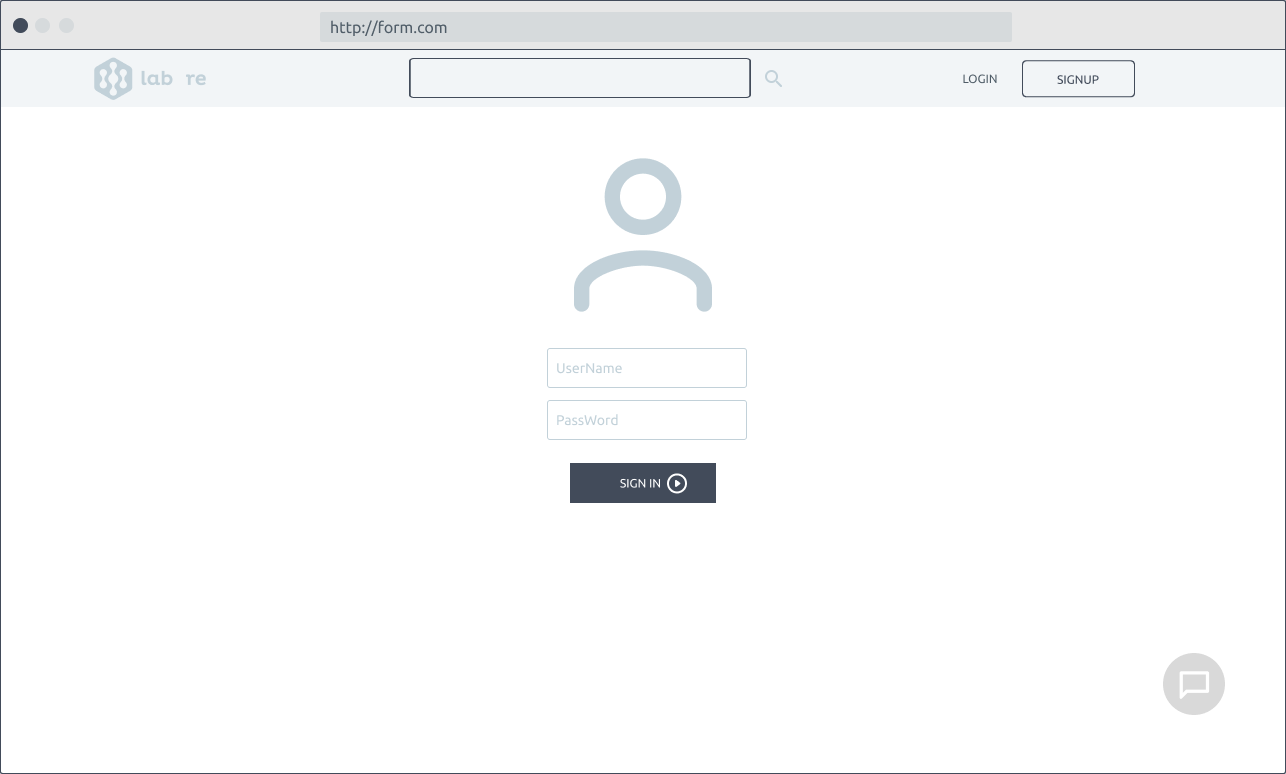 http://form.com
lab re
LOGIN
SIGNUP
UserName
PassWord
SIGN IN